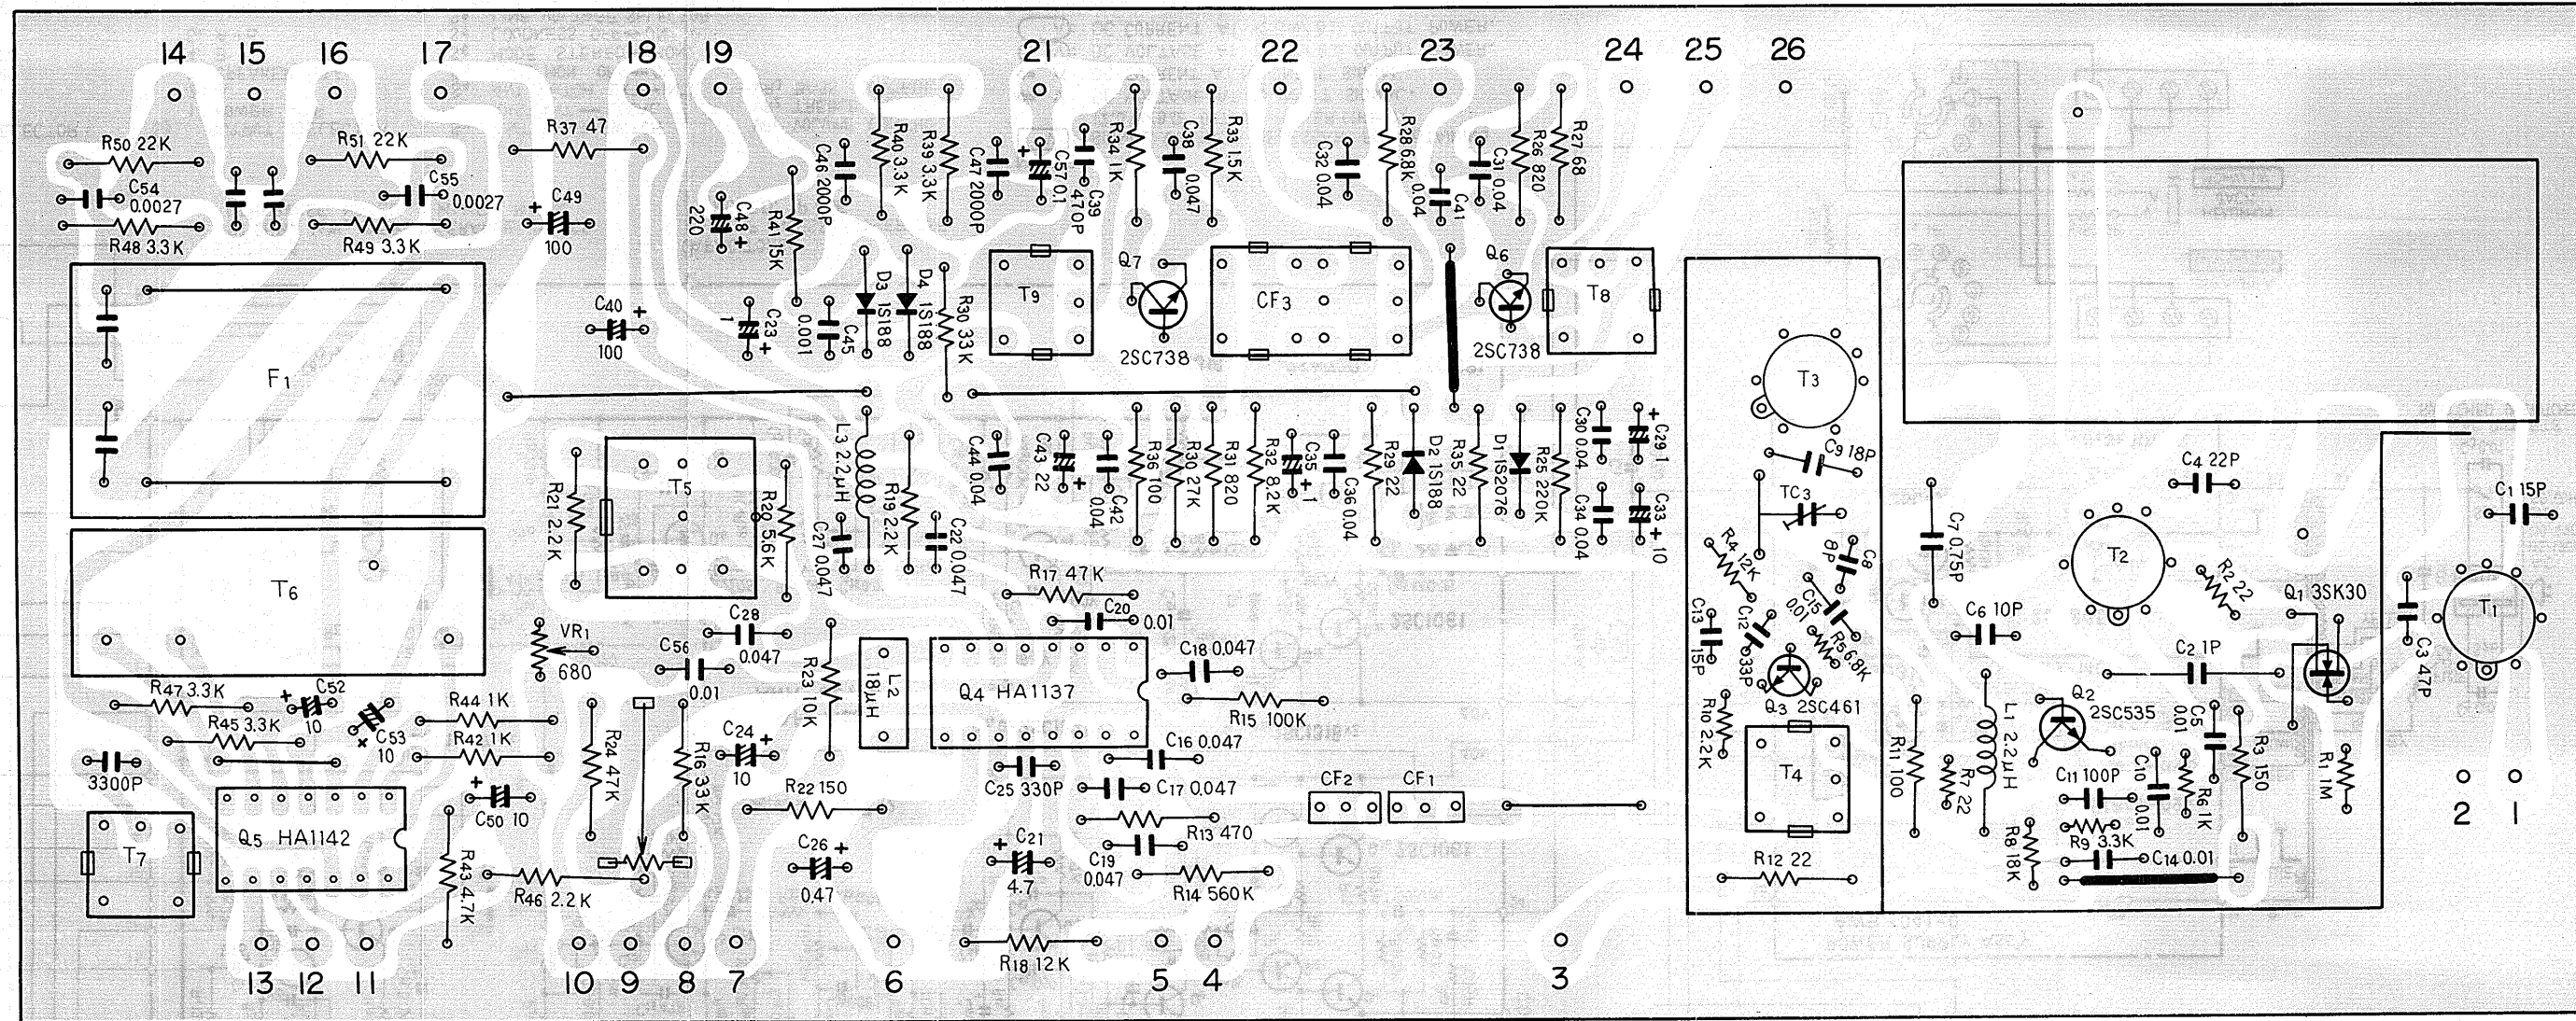 14 15 16 17 18 19 21 22 23 24 25 26
R50 22K
R51 22K
R37 47
C54
0.0027
C55
0.0027
C49
100
R48 3.3K
R49 3.3K
C48
220
R41 15K
C46 2000P
R40 3.3K
R39 3.3K
C47 2000P
C57 0.1
C39
470P
R34 1K
C38
0.047
R33 1.5K
C32 0.04
R28 6.8K
C41
0.04
C31 0.04
R26 820
R27 68
F1
C40
100
C23
1
C45
0.001
D3 1S188
D4 1S188
R30 33K
T9
Q7
2SC738
CF3
Q6
2SC738
T8
T3
R21 2.2K
T5
R20 5.6K
L3 2.2μH
C27 0.047
R19 2.2K
C22 0.047
C44 0.04
C43 22
C42
0.04
R36 100
R30 27K
R31 820
R32 8.2K
C35
1
C36 0.04
R29 22
D2 1S188
R35 22
D1 1S2076
R25 220K
C30 0.04
C34 0.04
C29 1
C33
10
C9 18P
TC3
R4 12K
C8
8P
C15
0.01
C13
15P
C12
33P
R5 6.8K
C7 0.75P
C4 22P
C1 15P
T2
R2 22
Q1 3SK30
T1
C3 47P
C6 10P
C2 1P
T6
VR1
680
R17 47K
C20
0.01
C28
0.047
C56
0.01
R23 10K
L2
18μH
Q4 HA1137
C18 0.047
R15 100K
R47 3.3K
C52
10
R45 3.3K
C53
10
R44 1K
R42 1K
3300P
R24 47K
R16 33K
C24
10
C25 330P
C16 0.047
C17 0.047
CF2
CF1
R10 2.2K
Q3 2SC461
T4
R11 100
R7 22
L1 2.2μH
Q2
2SC535
C5
0.01
C11 100P
C10
0.01
R6 1K
R3 150
R1 1M
2 1
T7
Q5 HA1142
C50 10
R43 4.7K
R46 2.2K
R22 150
C26
0.47
C21
4.7
R13 470
C19
0.047
R14 560K
R12 22
R8 18K
R9 3.3K
C14 0.01
R18 12K
13 12 11 10 9 8 7 6 5 4 3